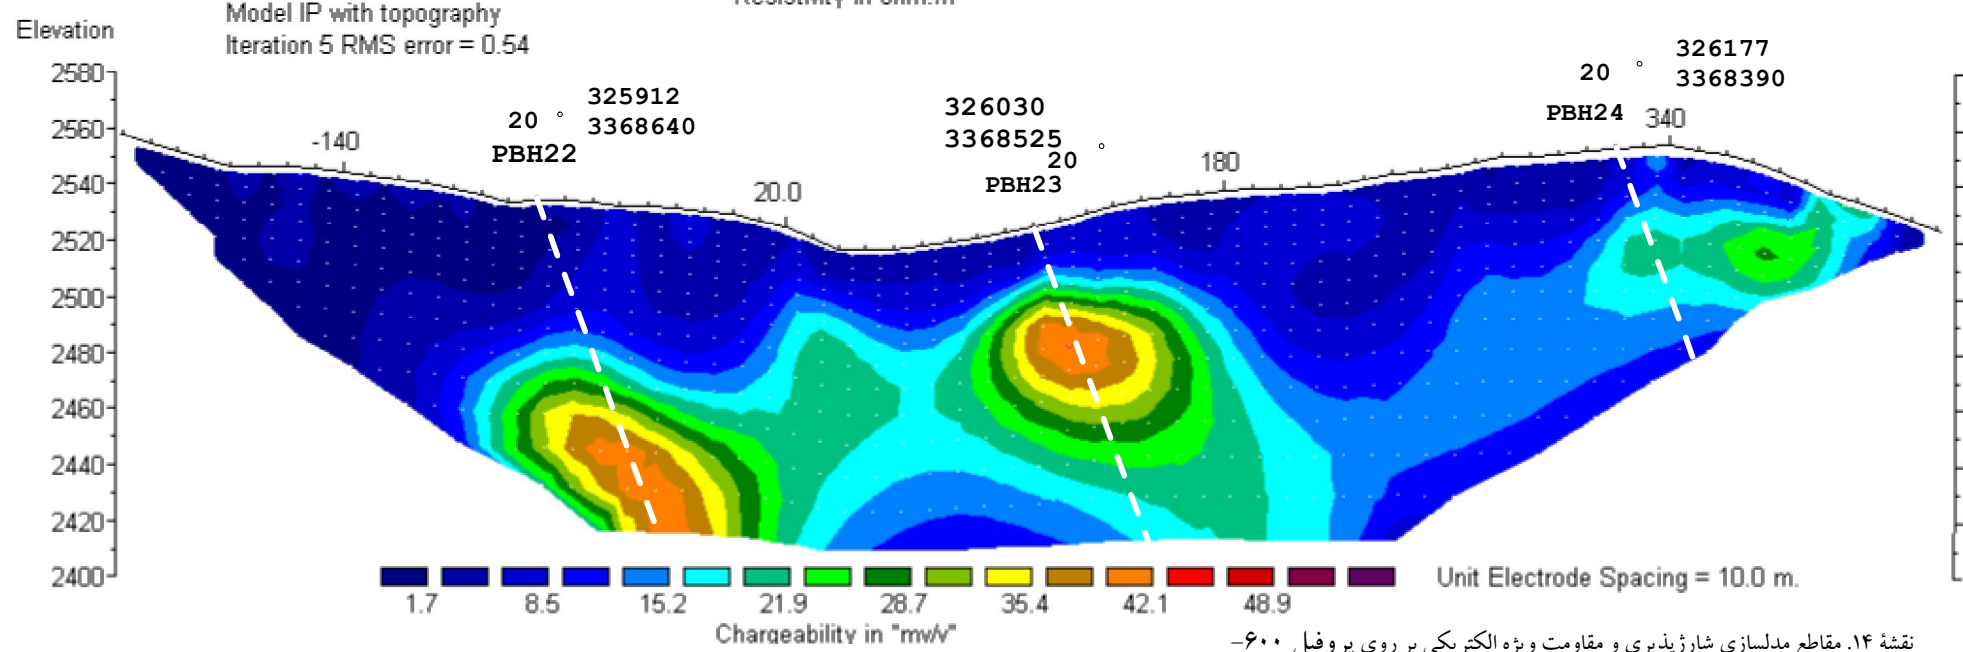 Resistivity in ohm.m
Model IP with topography
Elevation
Iteration 5 RMS error = 0.54
2580
2560
2540
2520
2500
2480
2460
2440
2420
2400
-140
20 °
325912
3368640
PBH22
20.0
326030
3368525
20 °
PBH23
180
326177
20 °
3368390
PBH24
340
1.7 8.5 15.2 21.9 28.7 35.4 42.1 48.9
Unit Electrode Spacing = 10.0 m.
Chargeability in "mv/v"
نقشهٔ ۱۴. مقاطع مدلسازی شارژپذیری و مقاومت ویژه الکتریکی بر روی پروفیل ۶۰۰-